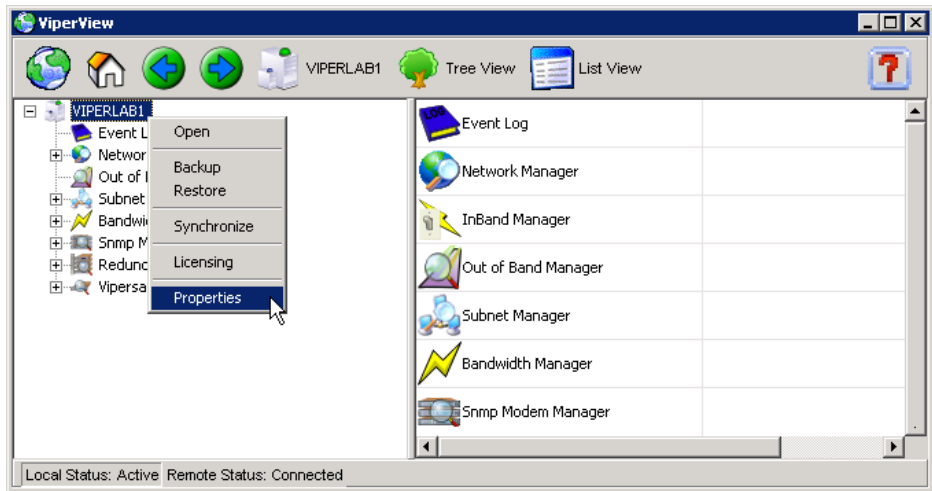 ViperView
VIPERLAB1
Tree View
List View
VIPERLAB1
Event L
Networ
Out of
Subnet
Bandwi
Snmp M
Redunc
Vipersa
Open
Backup
Restore
Synchronize
Licensing
Properties
LOG
Event Log
Network Manager
InBand Manager
Out of Band Manager
Subnet Manager
Bandwidth Manager
Snmp Modem Manager
Local Status: Active
Remote Status: Connected